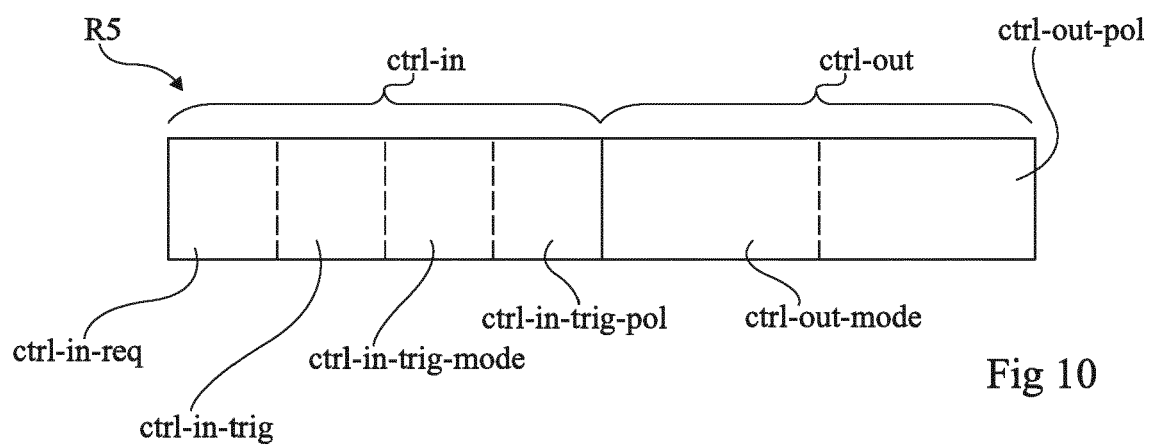 R5
ctrl-in
ctrl-out
ctrl-out-pol
ctrl-in-req
ctrl-in-trig
ctrl-in-trig-mode
ctrl-in-trig-pol
ctrl-out-mode
Fig 10